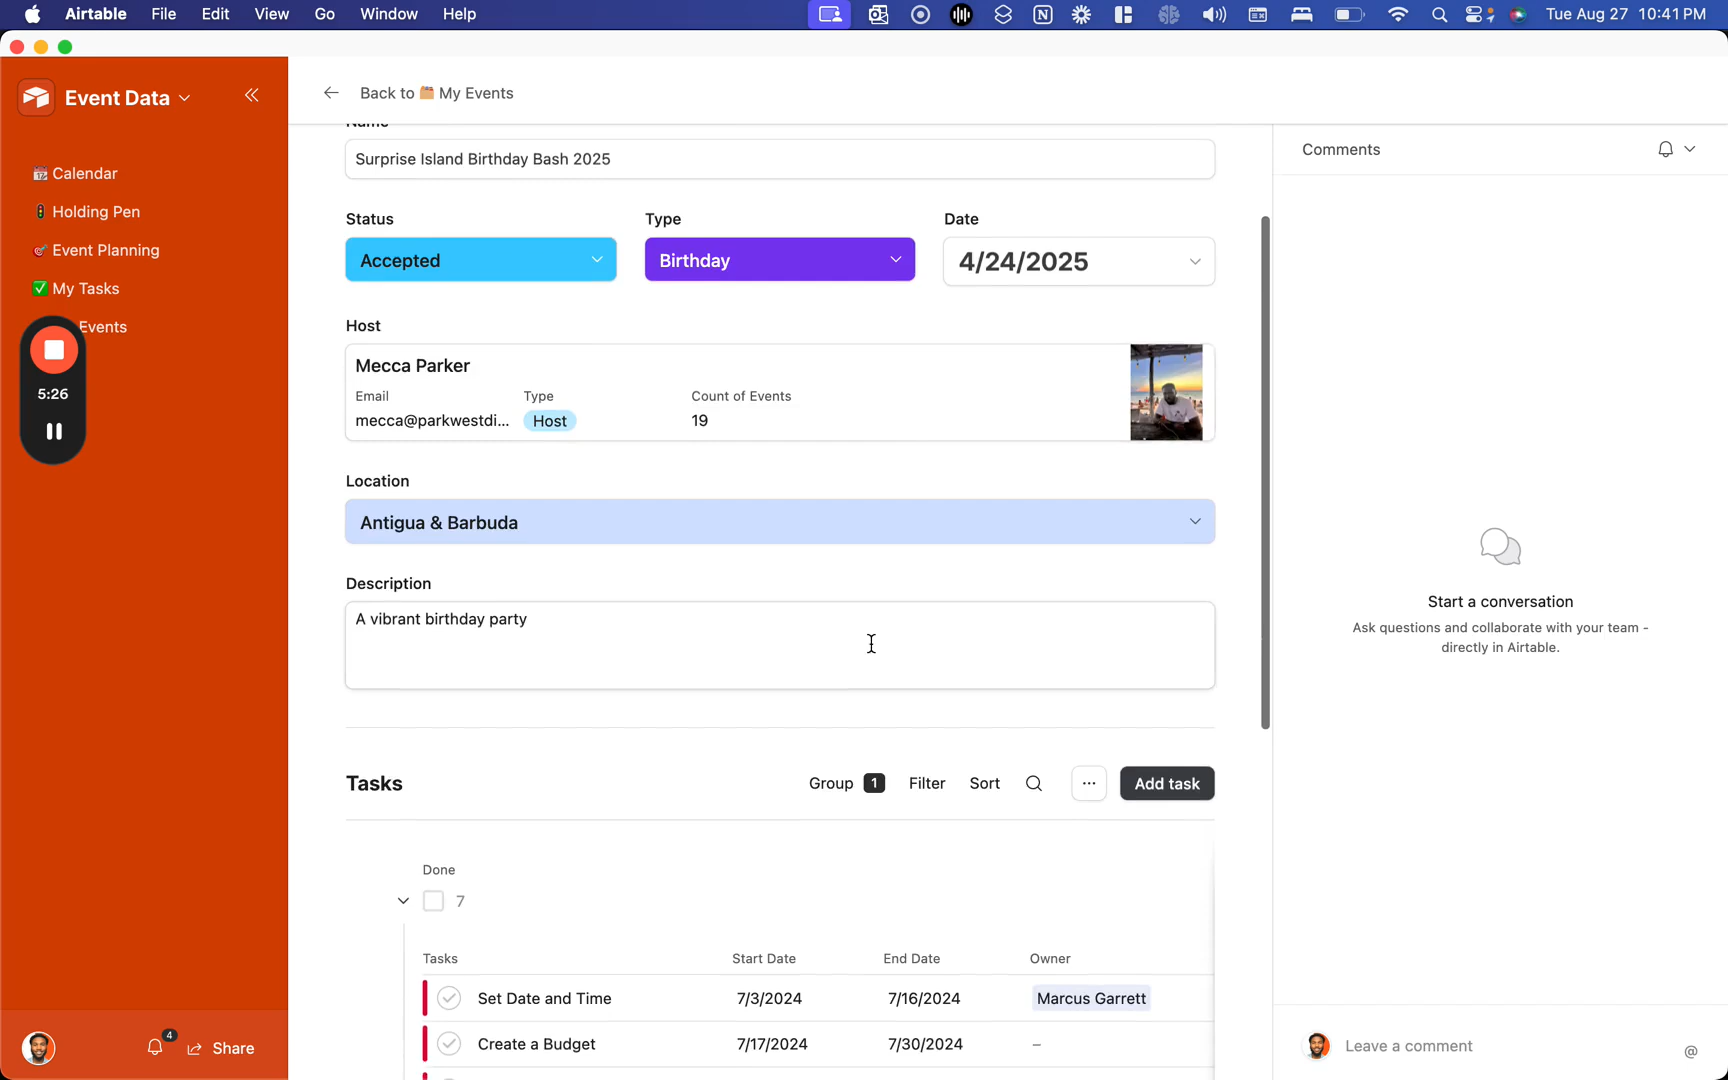 Airtable File Edit View Go Window Help Tue Aug 27 10:41 PM
Event Data
Back to My Events
Calendar
Holding Pen
Event Planning
My Tasks
Events
5:26
Name
Surprise Island Birthday Bash 2025
Status Type Date
Accepted Birthday 4/24/2025
Host
Mecca Parker
Email Type Count of Events
mecca@parkwestdi... Host 19
Location
Antigua & Barbuda
Description
A vibrant birthday party
Tasks Group 1 Filter Sort ... Add task
Done
7
Tasks Start Date End Date Owner
Set Date and Time 7/3/2024 7/16/2024 Marcus Garrett
Create a Budget 7/17/2024 7/30/2024 –
Comments
Start a conversation
Ask questions and collaborate with your team -
directly in Airtable.
Leave a comment @
4 Share